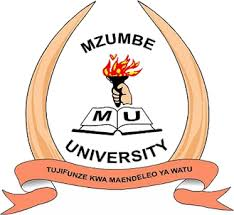 MZUMBE
M U
UNIVERSITY
TUJIFUNZE KWA MAENDELEO YA WATU